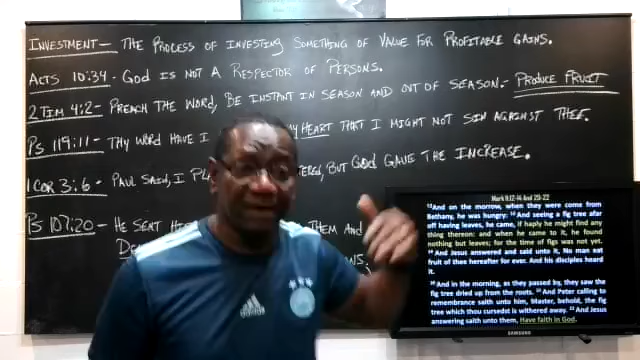 INVESTMENT — THE PROCESS OF INVESTING SOMETHING OF VALUE FOR PROFITABLE GAINS.
ACTS 10:34 - GOD IS NOT A RESPECTOR OF PERSONS.
2 TIM 4:2 - PREACH THE WORD, BE INSTANT IN SEASON AND OUT OF SEASON. - PRODUCE FRUIT
PS 119:11 - THY WORD HAVE I MY HEART THAT I MIGHT NOT SIN AGAINST THEE.
1 COR 3:6 - PAUL SAID, I BUT GOD GAVE THE INCREASE.
PS 107:20 - HE SENT THEM AND
Mark 11:12-14 And 20-22
12And on the morrow, when they were come from
Bethany, he was hungry: 13 And seeing a fig tree afar
off having leaves, he came, if haply he might find any
thing thereon: and when he came to it, he found
nothing but leaves; for the time of figs was not yet.
14 And Jesus answered and said unto it, No man eat
fruit of thee hereafter for ever. And his disciples heard
it.
20 And in the morning, as they passed by, they saw the
fig tree dried up from the roots. 21 And Peter calling to
remembrance saith unto him, Master, behold, the fig
tree which thou cursedst is withered away. 22 And Jesus
answering saith unto them, Have faith in God.
SAMSUNG
adidas